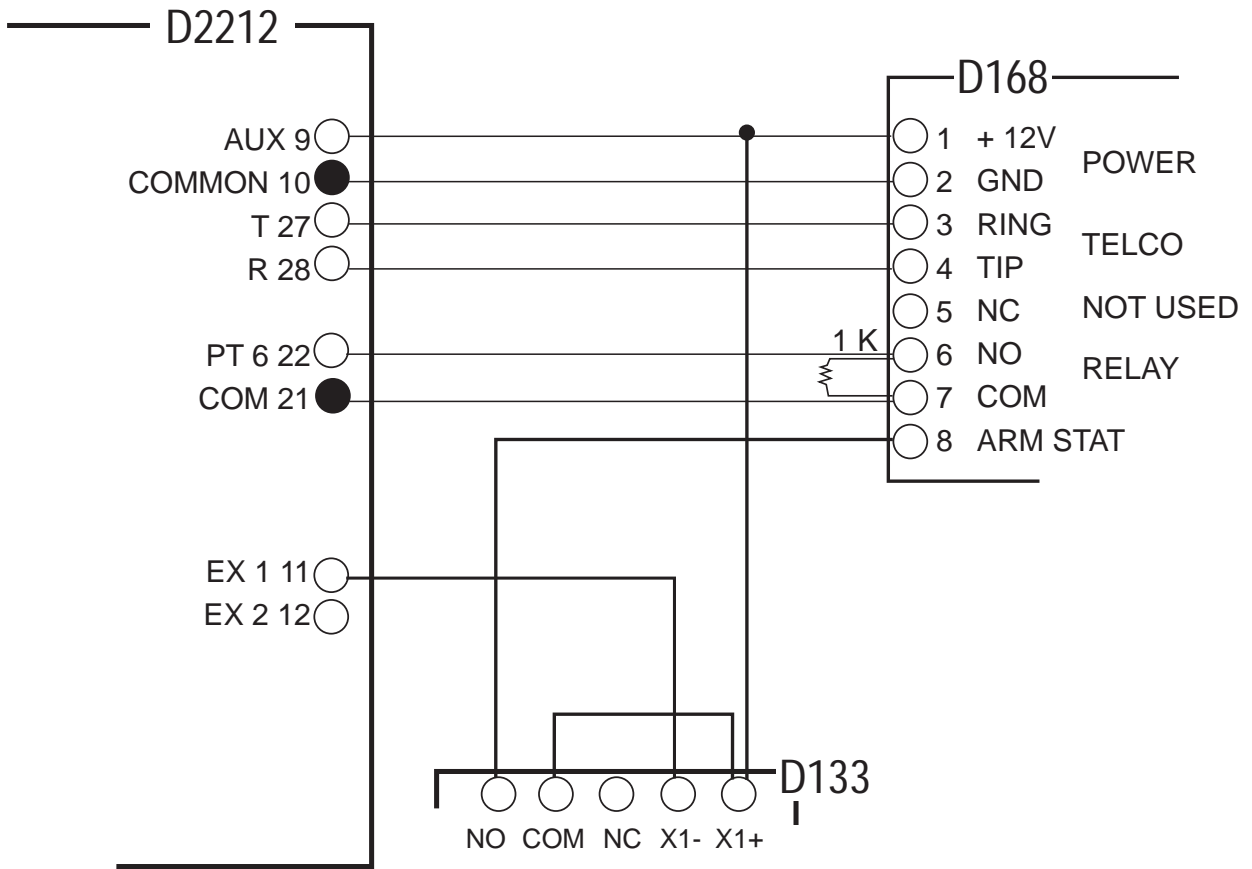 D2212
D168
AUX 9
COMMON 10
T 27
R 28
PT 6 22
COM 21
EX 1 11
EX 2 12
1 + 12V
2 GND
POWER
3 RING
4 TIP
TELCO
5 NC NOT USED
1 K
6 NO
7 COM
RELAY
8 ARM STAT
D133
NO COM NC X1- X1+